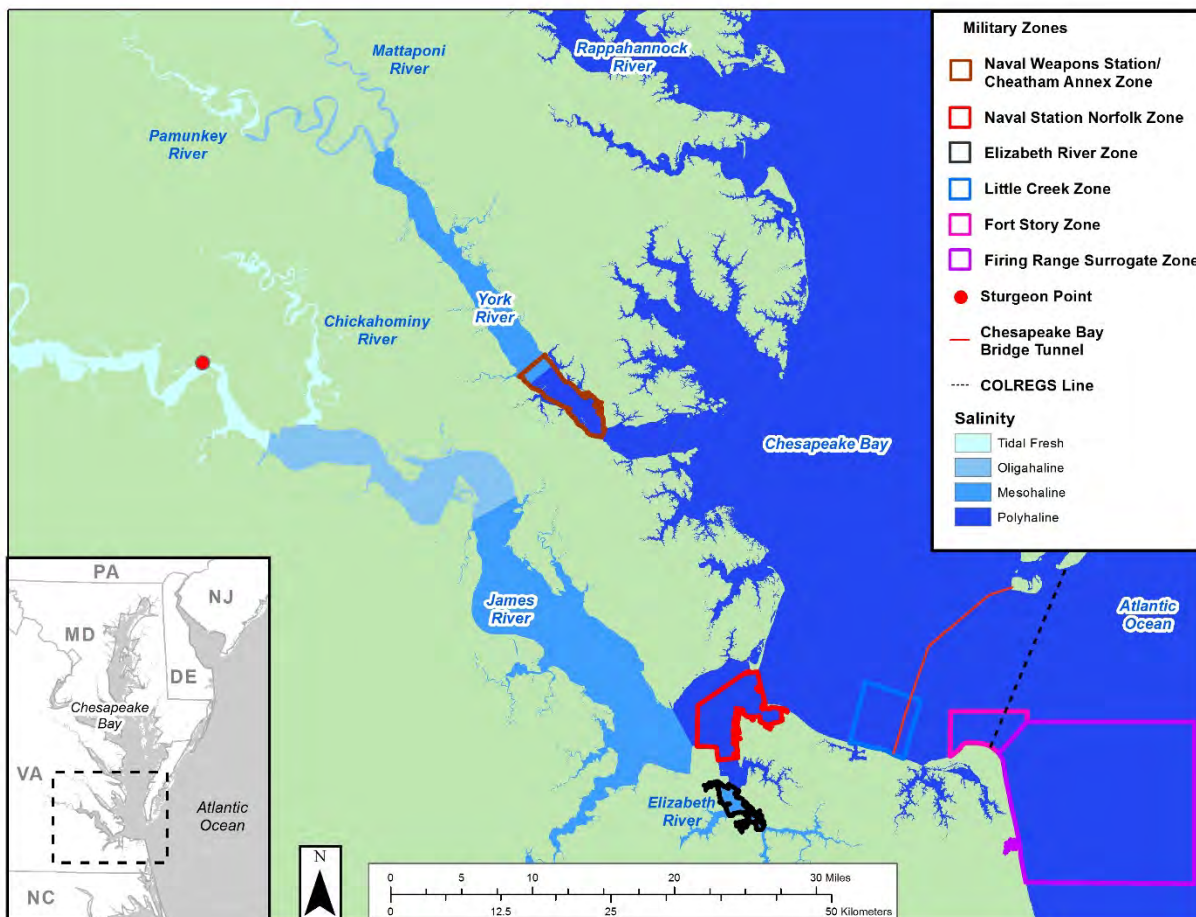 Mattaponi
River
Rappahannock
River
Pamunkey
River
York
River
Chickahominy
River
Chesapeake Bay
James
River
Atlantic
Ocean
Elizabeth
River
Military Zones
Naval Weapons Station/
Cheatham Annex Zone
Naval Station Norfolk Zone
Elizabeth River Zone
Little Creek Zone
Fort Story Zone
Firing Range Surrogate Zone
Sturgeon Point
Chesapeake Bay
Bridge Tunnel
COLREGS Line
Salinity
Tidal Fresh
Oligahaline
Mesohaline
Polyhaline
PA
NJ
MD
DE
Chesapeake
Bay
VA
Atlantic
Ocean
NC
N
0 5 10 20 30 Miles
0 12.5 25 50 Kilometers